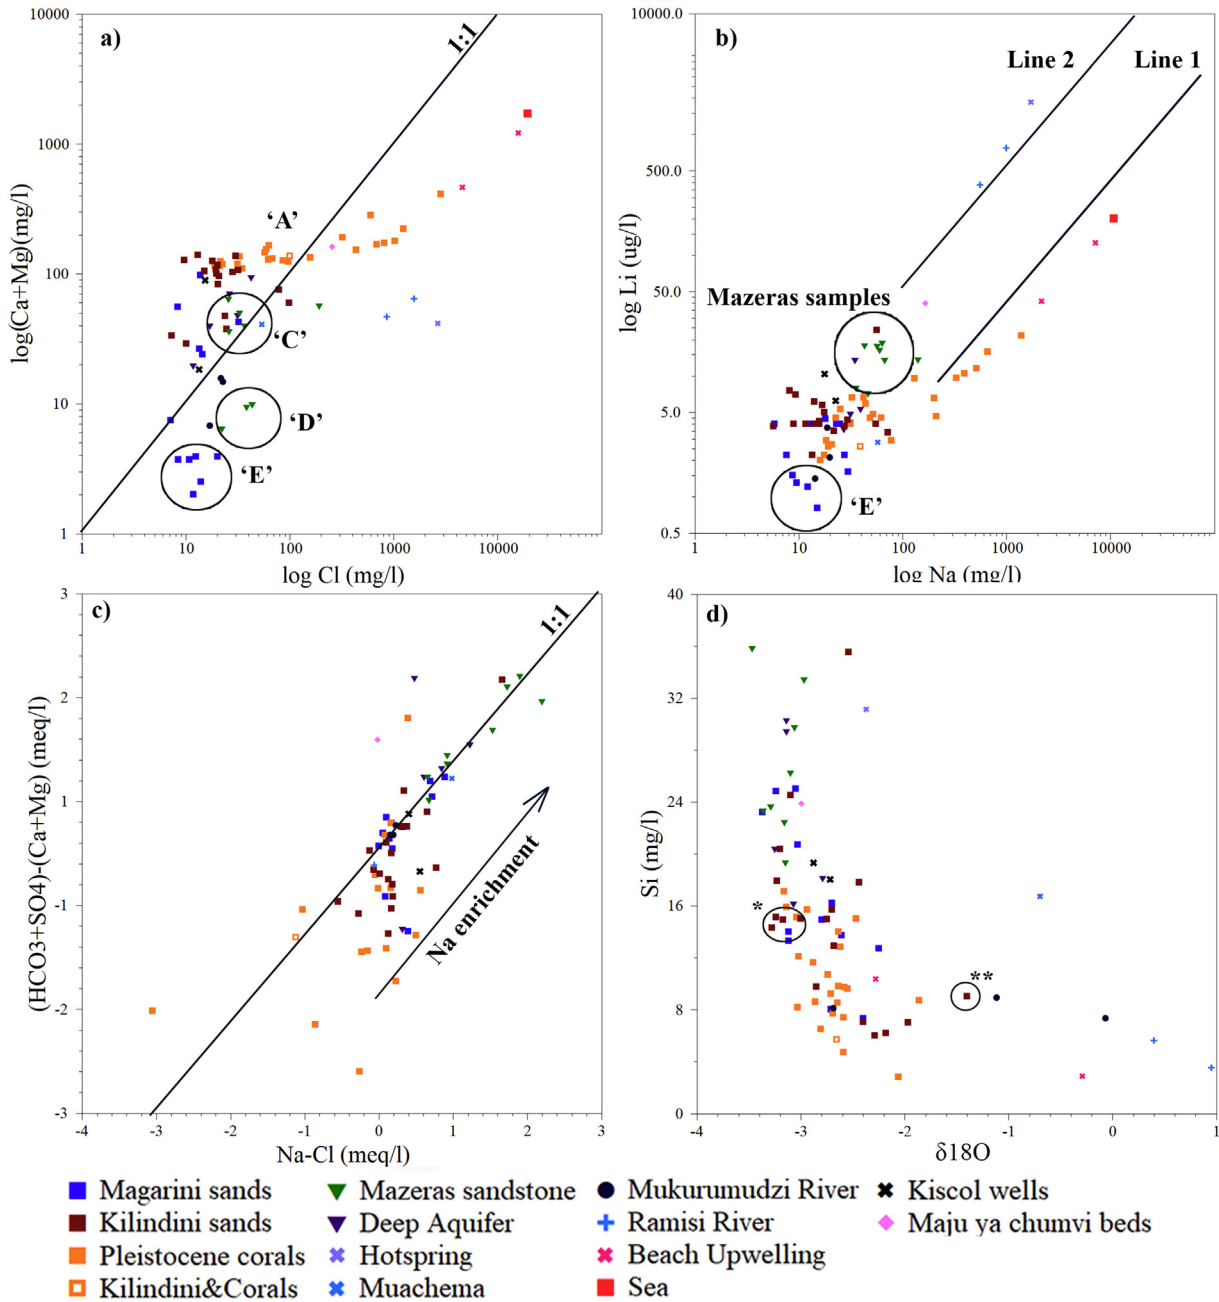 a)
1:1
10000
1000
100
10
1
log(Ca+Mg)(mg/l)
'A'
'C'
'D'
'E'
1 10 100 1000 10000
log Cl (mg/l)
b)
Line 2
Line 1
10000.0
500.0
50.0
5.0
0.5
log Li (ug/l)
Mazeras samples
'E'
1 10 100 1000 10000
log Na (mg/l)
c)
1:1
3
2
1
-1
-2
-3
(HCO3+SO4)-(Ca+Mg) (meq/l)
Na enrichment
-4 -3 -2 -1 0 1 2 3
Na-Cl (meq/l)
d)
40
32
24
16
8
0
Si (mg/l)
*
**
-4 -3 -2 -1 0 1
δ18O
Magarini sands Mazeras sandstone Mukurumudzi River Kiscol wells
Kilindini sands Deep Aquifer Ramisi River Maju ya chumvi beds
Pleistocene corals Hotspring Beach Upwelling
Kilindini&Corals Muachema Sea